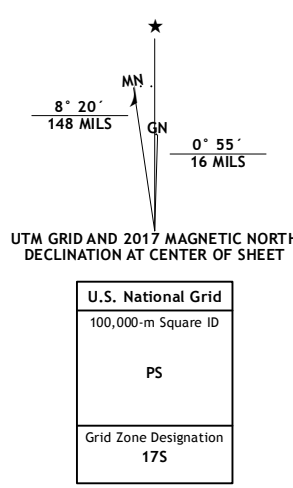 ★
MN
8° 20´
148 MILS
GN
0° 55´
16 MILS
UTM GRID AND 2017 MAGNETIC NORTH
DECLINATION AT CENTER OF SHEET
U.S. National Grid
100,000-m Square ID
PS
Grid Zone Designation
17S